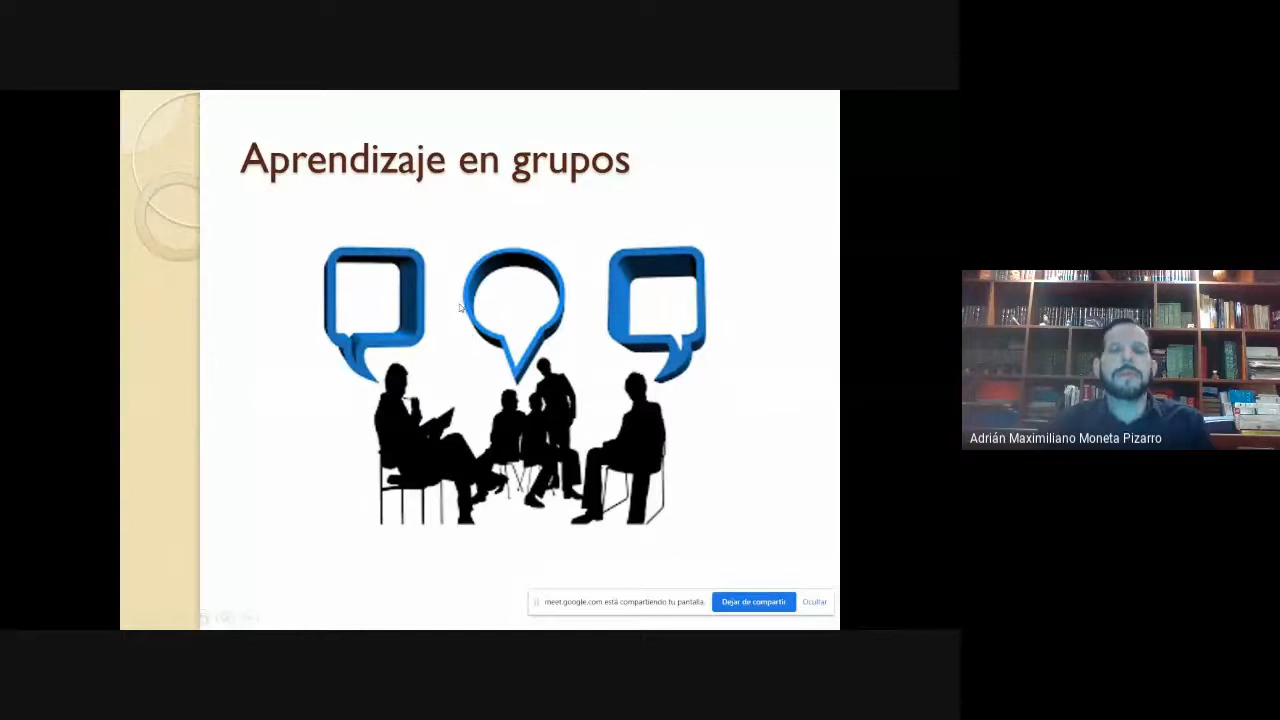 Aprendizaje en grupos
meet.google.com está compartiendo tu pantalla.
Dejar de compartir
Ocultar
Adrián Maximiliano Moneta Pizarro